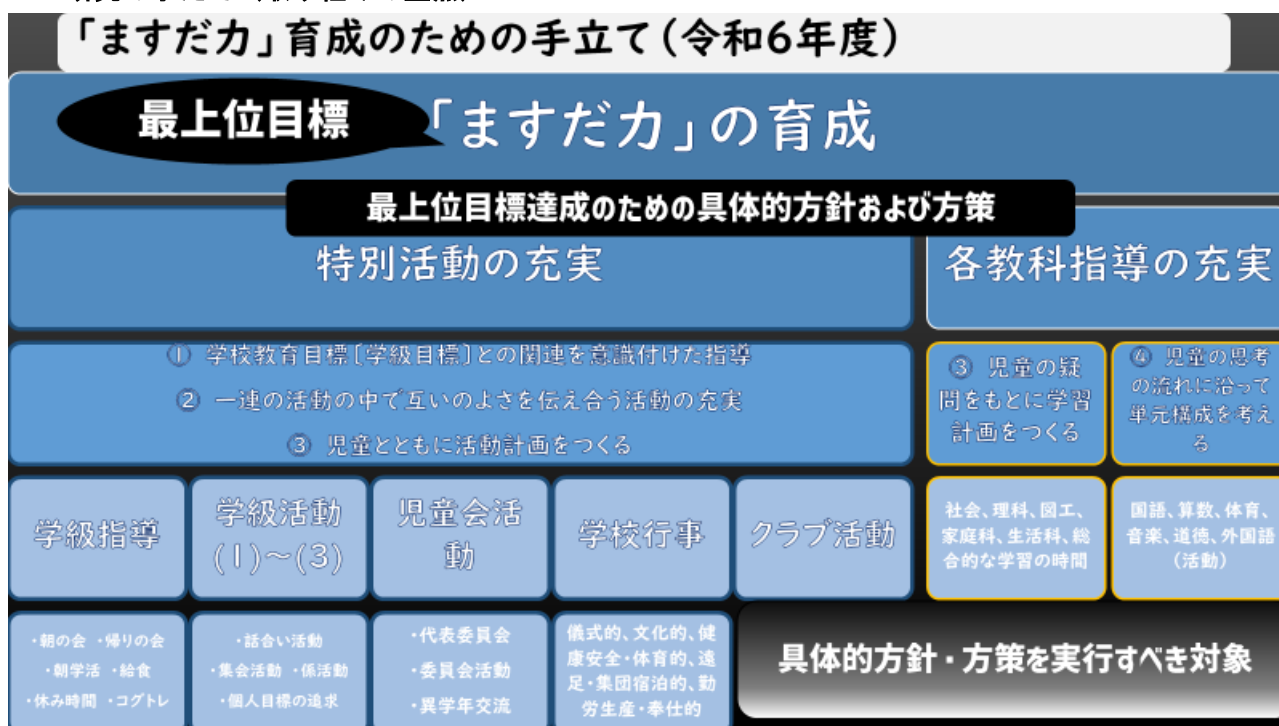 「ますだ力」育成のための手立て(令和6年度)
最上位目標
「ますだ力」の育成
最上位目標達成のための具体的方針および方策
特別活動の充実
各教科指導の充実
① 学校教育目標〔学級目標〕との関連を意識付けた指導
② 一連の活動の中で互いのよさを伝え合う活動の充実
③ 児童とともに活動計画をつくる
③ 児童の疑
問をもとに学習
計画をつくる
④ 児童の思考
の流れに沿って
単元構成を考え
る
学級指導
学級活動
(1)～(3)
児童会活
動
学校行事
クラブ活動
社会、理科、図工、
家庭科、生活科、総
合的な学習の時間
国語、算数、体育、
音楽、道徳、外国語
(活動)
・朝の会 ・帰りの会
・朝学活 ・給食
・休み時間 ・コグトレ
・話合い活動
・集会活動 ・係活動
・個人目標の追求
・代表委員会
・委員会活動
・異学年交流
儀式的、文化的、健
康安全・体育的、遠
足・集団宿泊的、勤
労生産・奉仕的
具体的方針・方策を実行すべき対象